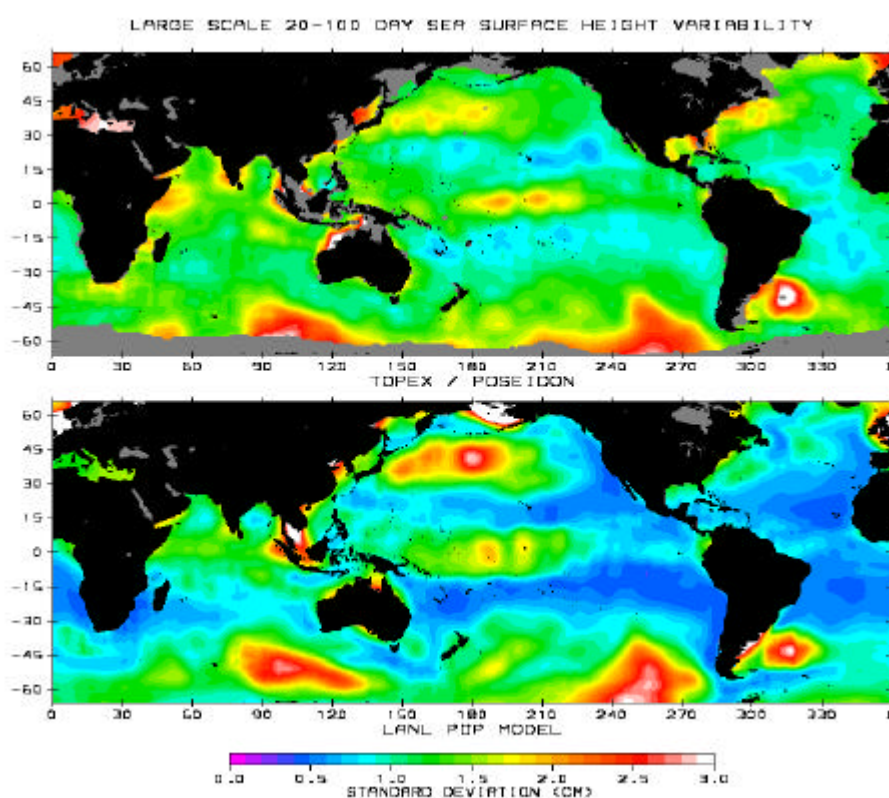 LARGE SCALE 20-100 DAY SEA SURFACE HEIGHT VARIABILITY
60
45
30
15
0
-15
-30
-45
-60
0 30 60 90 120 150 180 210 240 270 300 330
TOPEX / POSEIDON
60
45
30
15
0
-15
-30
-45
-60
0 30 60 90 120 150 180 210 240 270 300 330
LANL POP MODEL
0.0 0.5 1.0 1.5 2.0 2.5 3.0
STANDARD DEVIATION (CM)